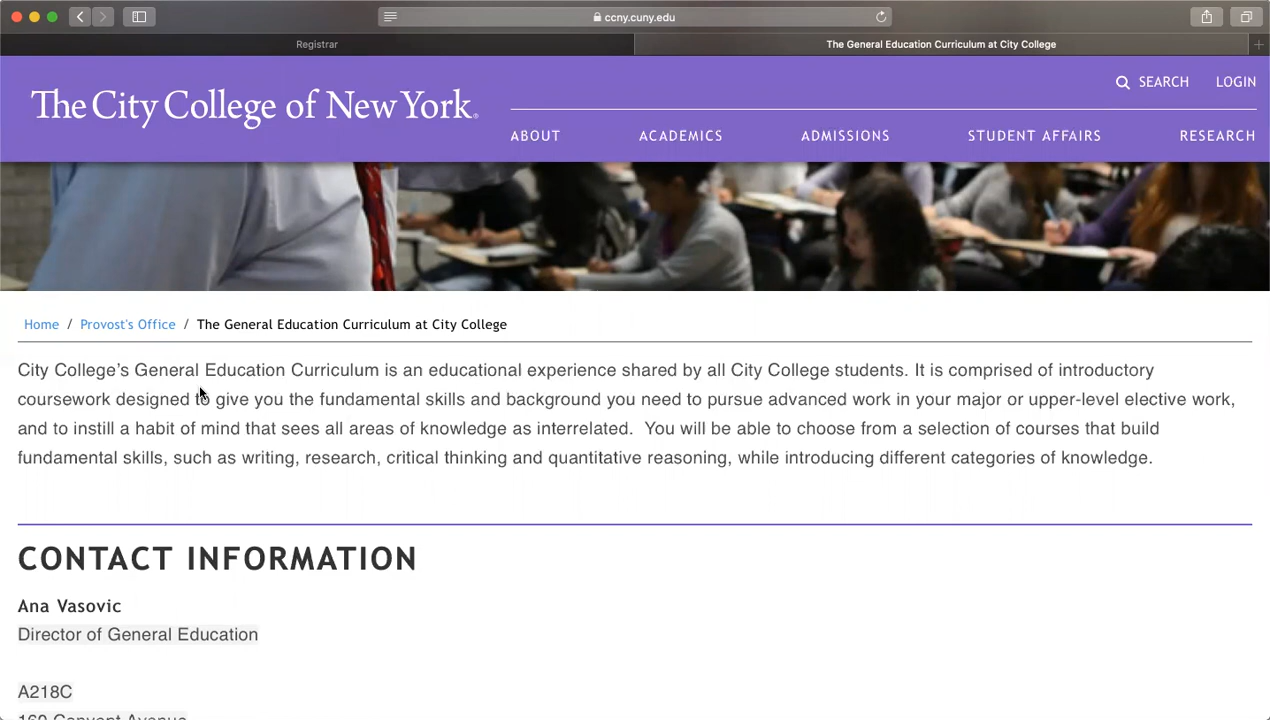 ccny.cuny.edu
Registrar
The General Education Curriculum at City College
SEARCH LOGIN
The City College of New York®
ABOUT ACADEMICS ADMISSIONS STUDENT AFFAIRS RESEARCH
Home / Provost's Office / The General Education Curriculum at City College
City College’s General Education Curriculum is an educational experience shared by all City College students. It is comprised of introductory
coursework designed to give you the fundamental skills and background you need to pursue advanced work in your major or upper-level elective work,
and to instill a habit of mind that sees all areas of knowledge as interrelated.  You will be able to choose from a selection of courses that build
fundamental skills, such as writing, research, critical thinking and quantitative reasoning, while introducing different categories of knowledge.
CONTACT INFORMATION
Ana Vasovic
Director of General Education
A218C
160 Convent Avenue